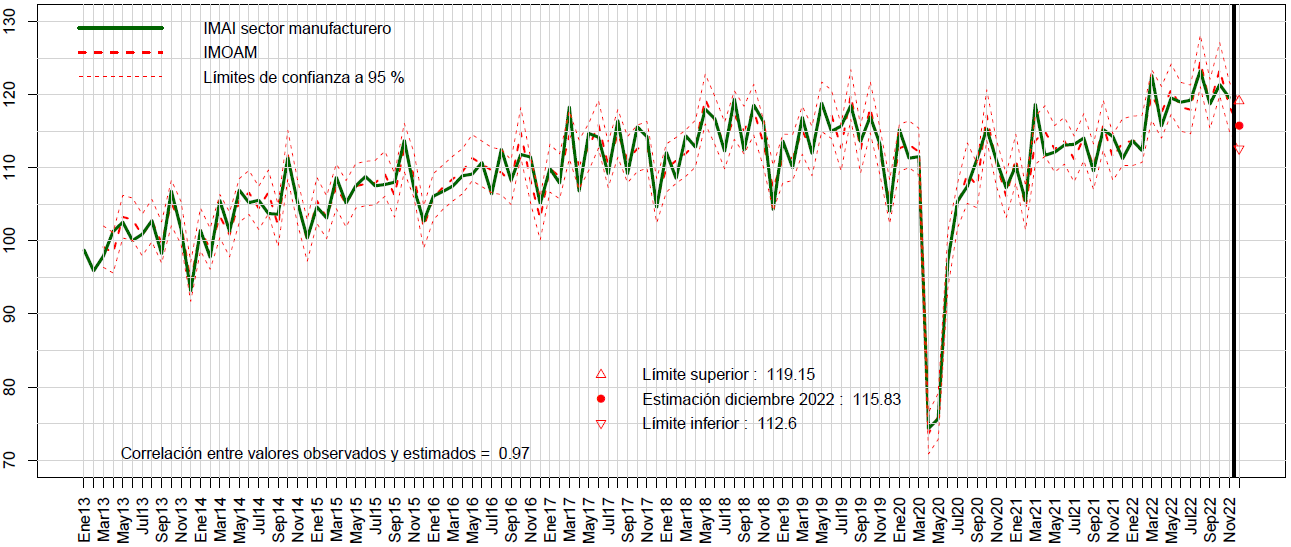 130
120
110
100
90
80
70
IMAI sector manufacturero
IMOAM
Límites de confianza a 95 %
Límite superior : 119.15
Estimación diciembre 2022 : 115.83
Límite inferior : 112.6
Correlación entre valores observados y estimados = 0.97
Ene13
Mar13
May13
Jul13
Sep13
Nov13
Ene14
Mar14
May14
Jul14
Sep14
Nov14
Ene15
Mar15
May15
Jul15
Sep15
Nov15
Ene16
Mar16
May16
Jul16
Sep16
Nov16
Ene17
Mar17
May17
Jul17
Sep17
Nov17
Ene18
Mar18
May18
Jul18
Sep18
Nov18
Ene19
Mar19
May19
Jul19
Sep19
Nov19
Ene20
Mar20
May20
Jul20
Sep20
Nov20
Ene21
Mar21
May21
Jul21
Sep21
Nov21
Ene22
Mar22
May22
Jul22
Sep22
Nov22